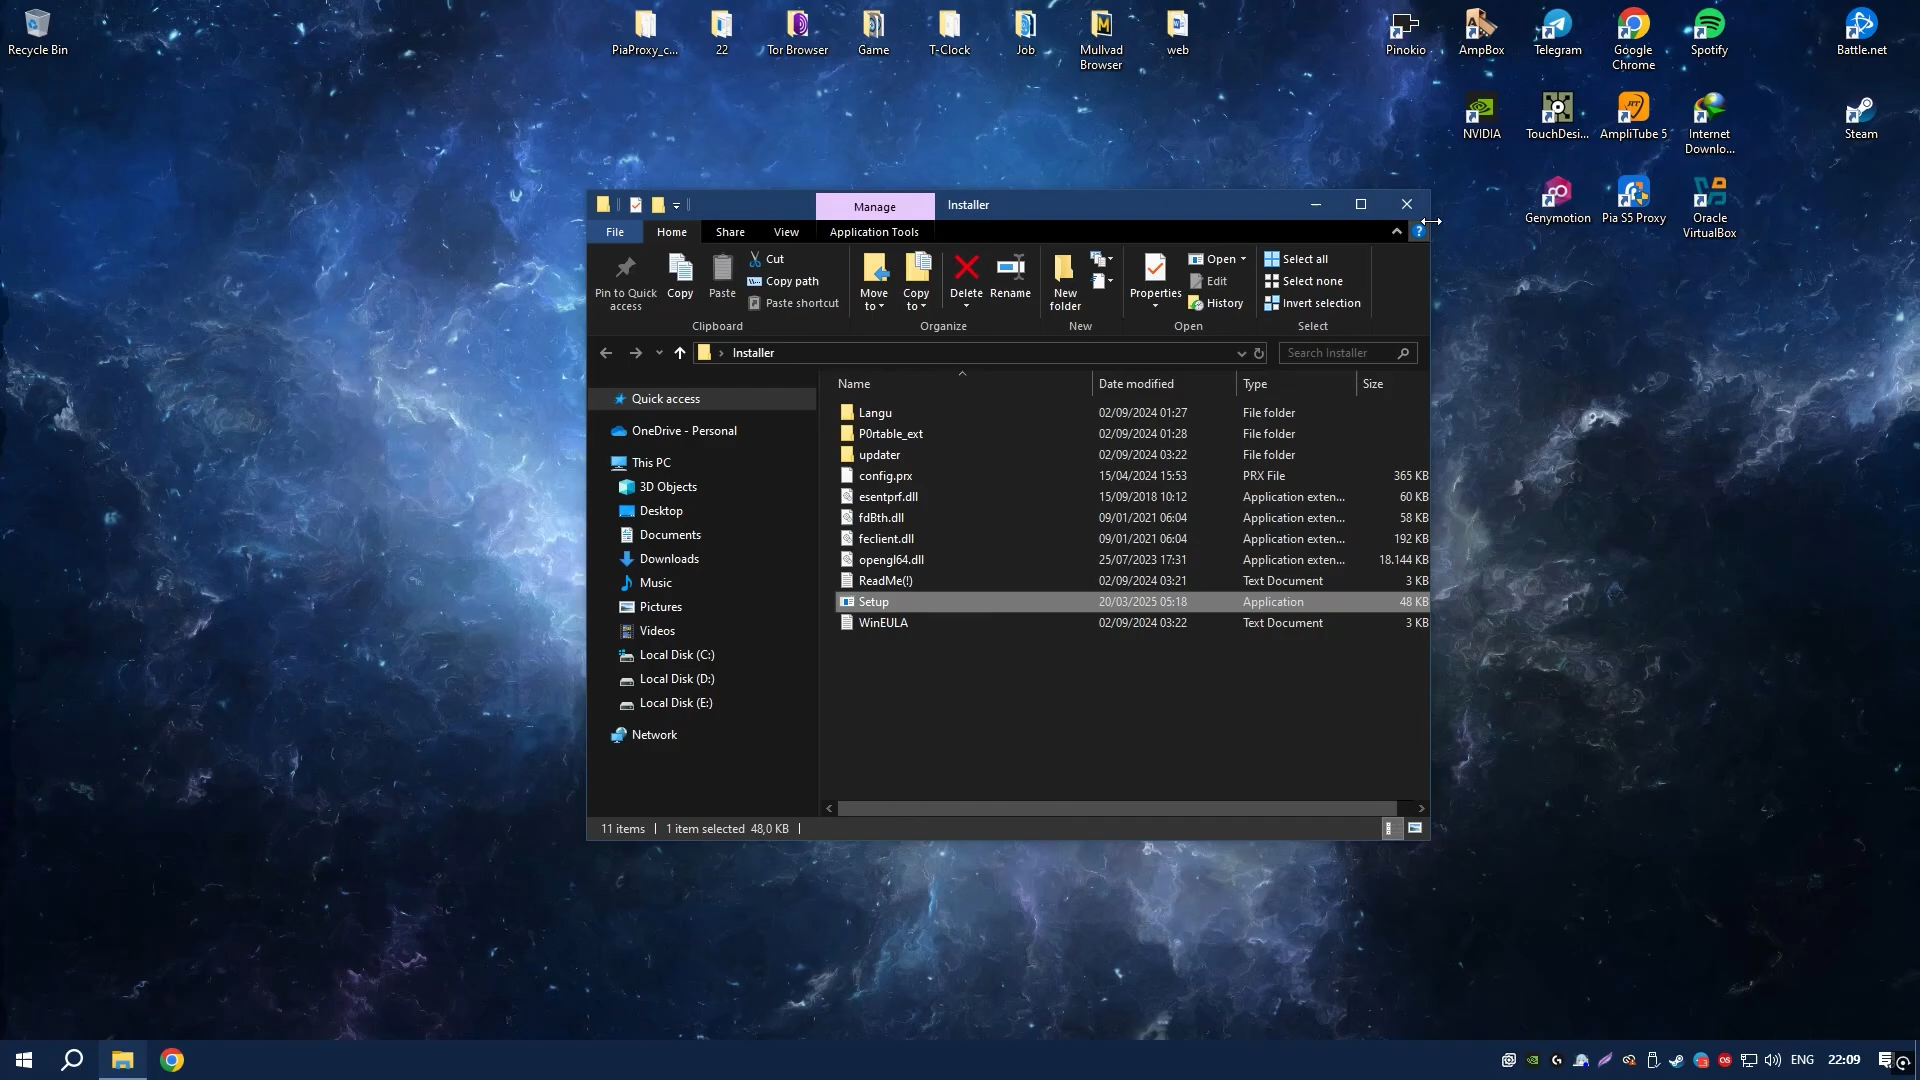 Recycle Bin
PiaProxy_c...
22
Tor Browser
Game
T-Clock
Job
Mullvad
Browser
web
Pinokio
AmpBox
Telegram
Google
Chrome
Spotify
Battle.net
NVIDIA
TouchDesi...
AmpliTube 5
Internet
Downlo...
Steam
Genymotion
Pia S5 Proxy
Oracle
VirtualBox
Manage
Installer
File
Home
Share
View
Application Tools
Pin to Quick
access
Copy
Paste
Cut
Copy path
Paste shortcut
Move
to
Copy
to
Delete
Rename
New
folder
Properties
Open
Edit
History
Select all
Select none
Invert selection
Clipboard
Organize
New
Open
Select
Installer
Search Installer
Name
Date modified
Type
Size
Quick access
OneDrive - Personal
This PC
3D Objects
Desktop
Documents
Downloads
Music
Pictures
Videos
Local Disk (C:)
Local Disk (D:)
Local Disk (E:)
Network
Langu 02/09/2024 01:27 File folder
P0rtable_ext 02/09/2024 01:28 File folder
updater 02/09/2024 03:22 File folder
config.prx 15/04/2024 15:53 PRX File 365 KB
esentprf.dll 15/09/2018 10:12 Application exten... 60 KB
fdBth.dll 09/01/2021 06:04 Application exten... 58 KB
feclient.dll 09/01/2021 06:04 Application exten... 192 KB
opengl64.dll 25/07/2023 17:31 Application exten... 18.144 KB
ReadMe(!) 02/09/2024 03:21 Text Document 3 KB
Setup 20/03/2025 05:18 Application 48 KB
WinEULA 02/09/2024 03:22 Text Document 3 KB
11 items
1 item selected 48,0 KB
ENG
22:09